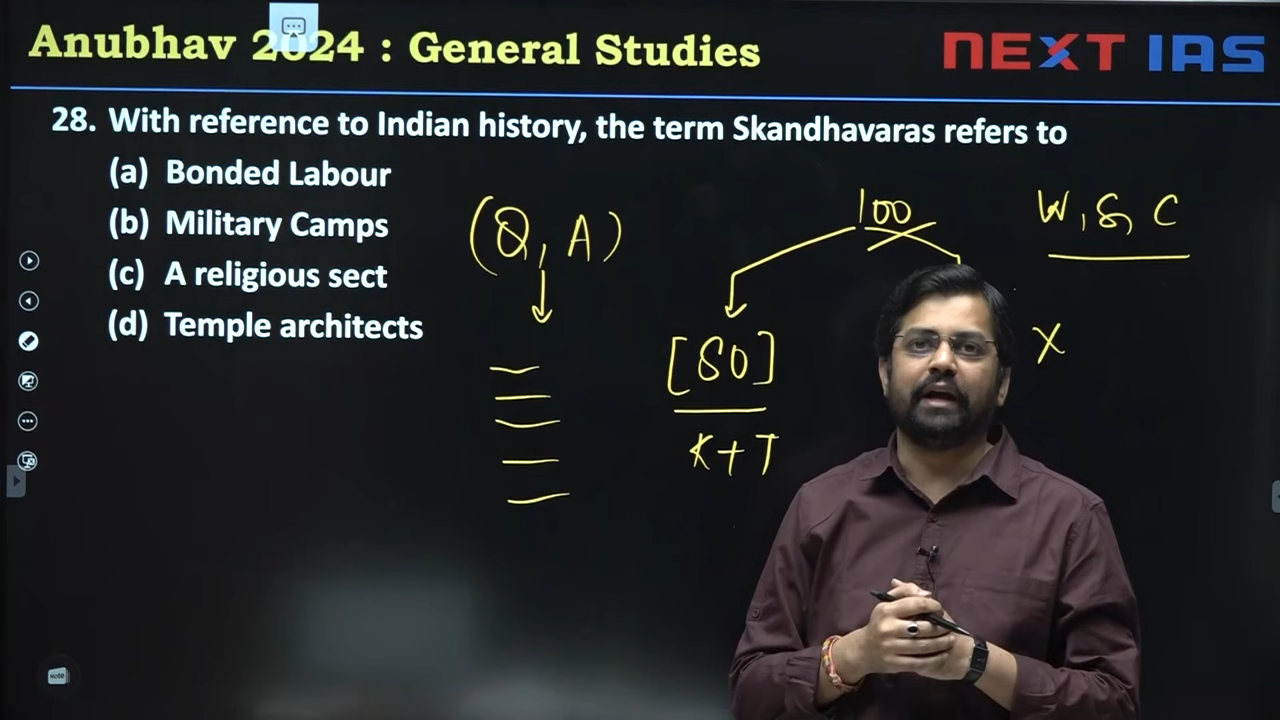 Anubhav 2024 : General Studies
NEXT IAS
28. With reference to Indian history, the term Skandhavaras refers to
(a) Bonded Labour
(b) Military Camps
(c) A religious sect
(d) Temple architects
(Q, A)
100
W, S, C
[80]
X
K+T
Note